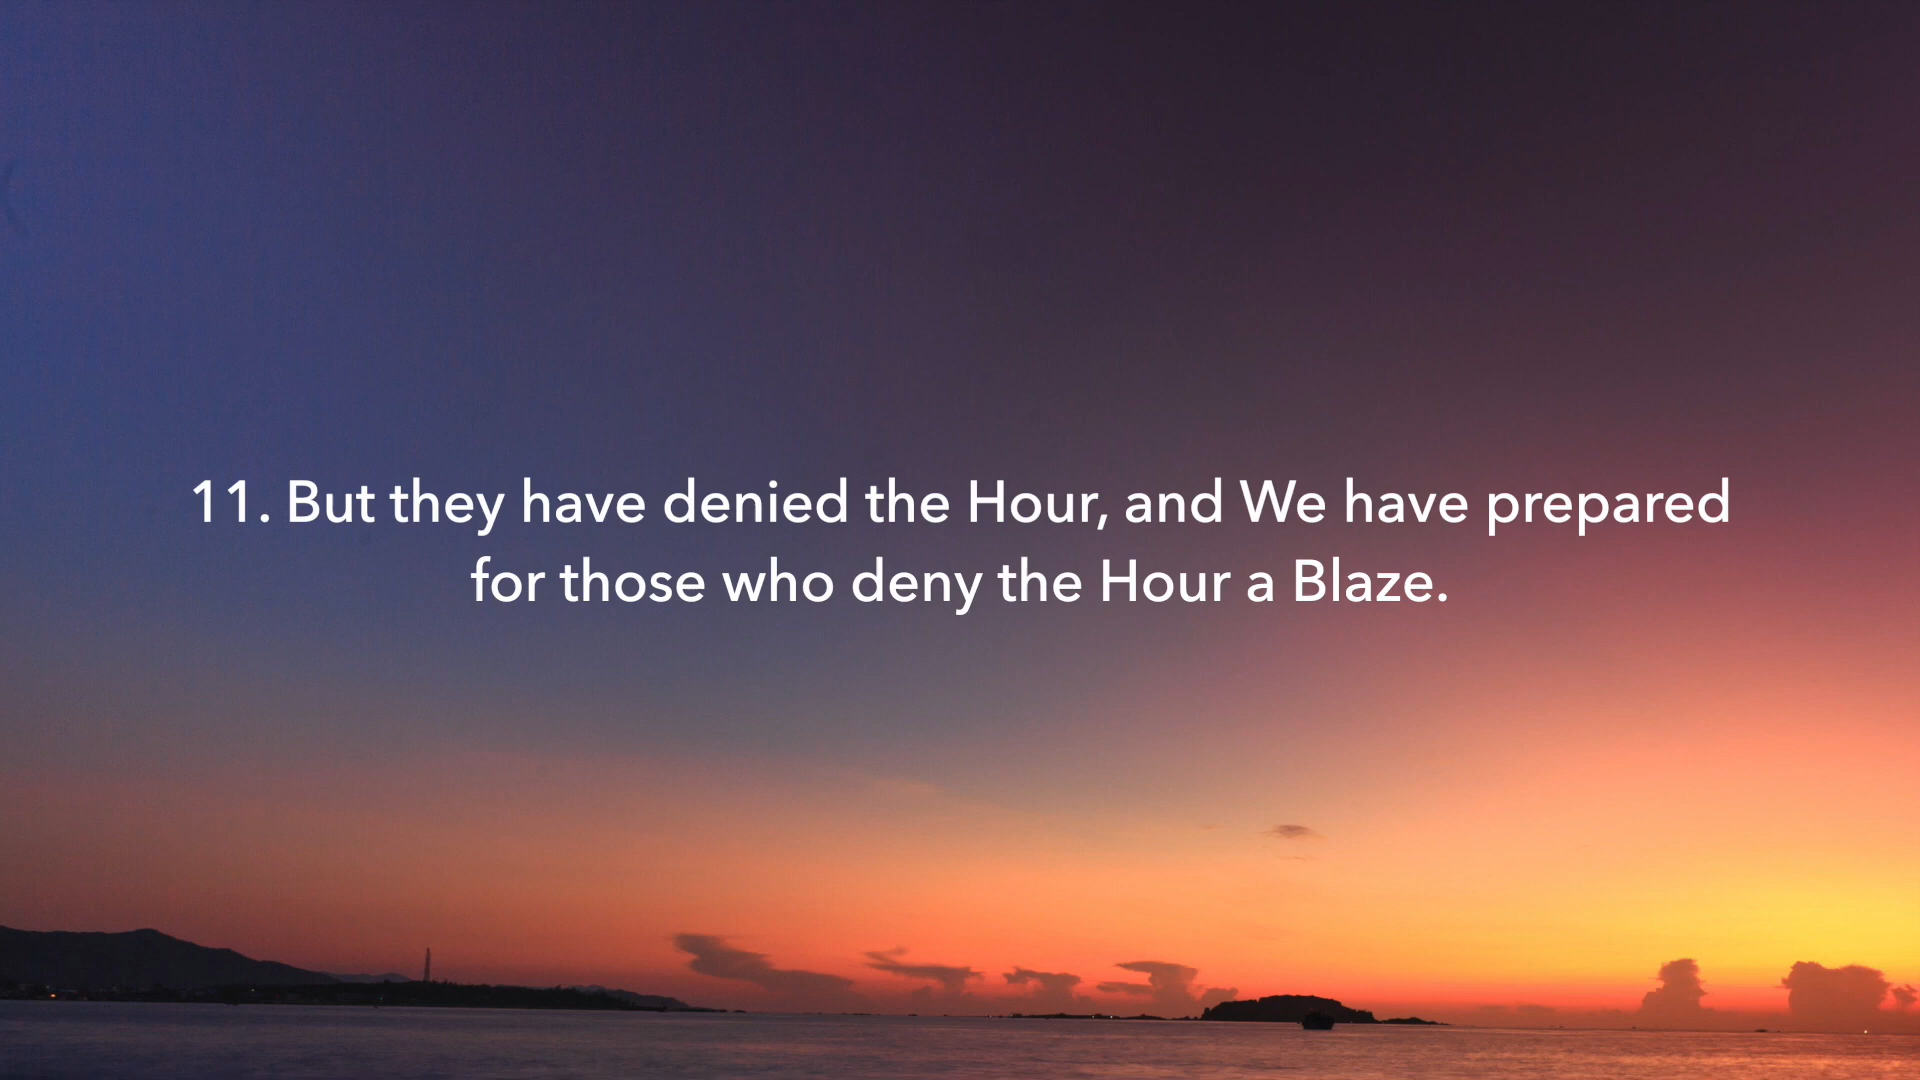 11. But they have denied the Hour, and We have prepared
for those who deny the Hour a Blaze.